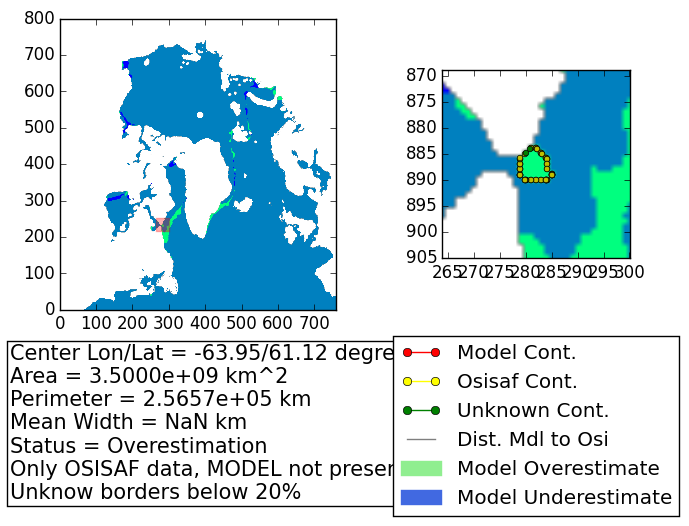 800
700
600
500
400
300
200
100
0
0 100 200 300 400 500 600 700
870
875
880
885
890
895
900
905
265 270 275 280 285 290 295 300
Center Lon/Lat = -63.95/61.12 degre
Area = 3.5000e+09 km^2
Perimeter = 2.5657e+05 km
Mean Width = NaN km
Status = Overestimation
Only OSISAF data, MODEL not presen
Unknow borders below 20%
Model Cont.
Osisaf Cont.
Unknown Cont.
Dist. Mdl to Osi
Model Overestimate
Model Underestimate